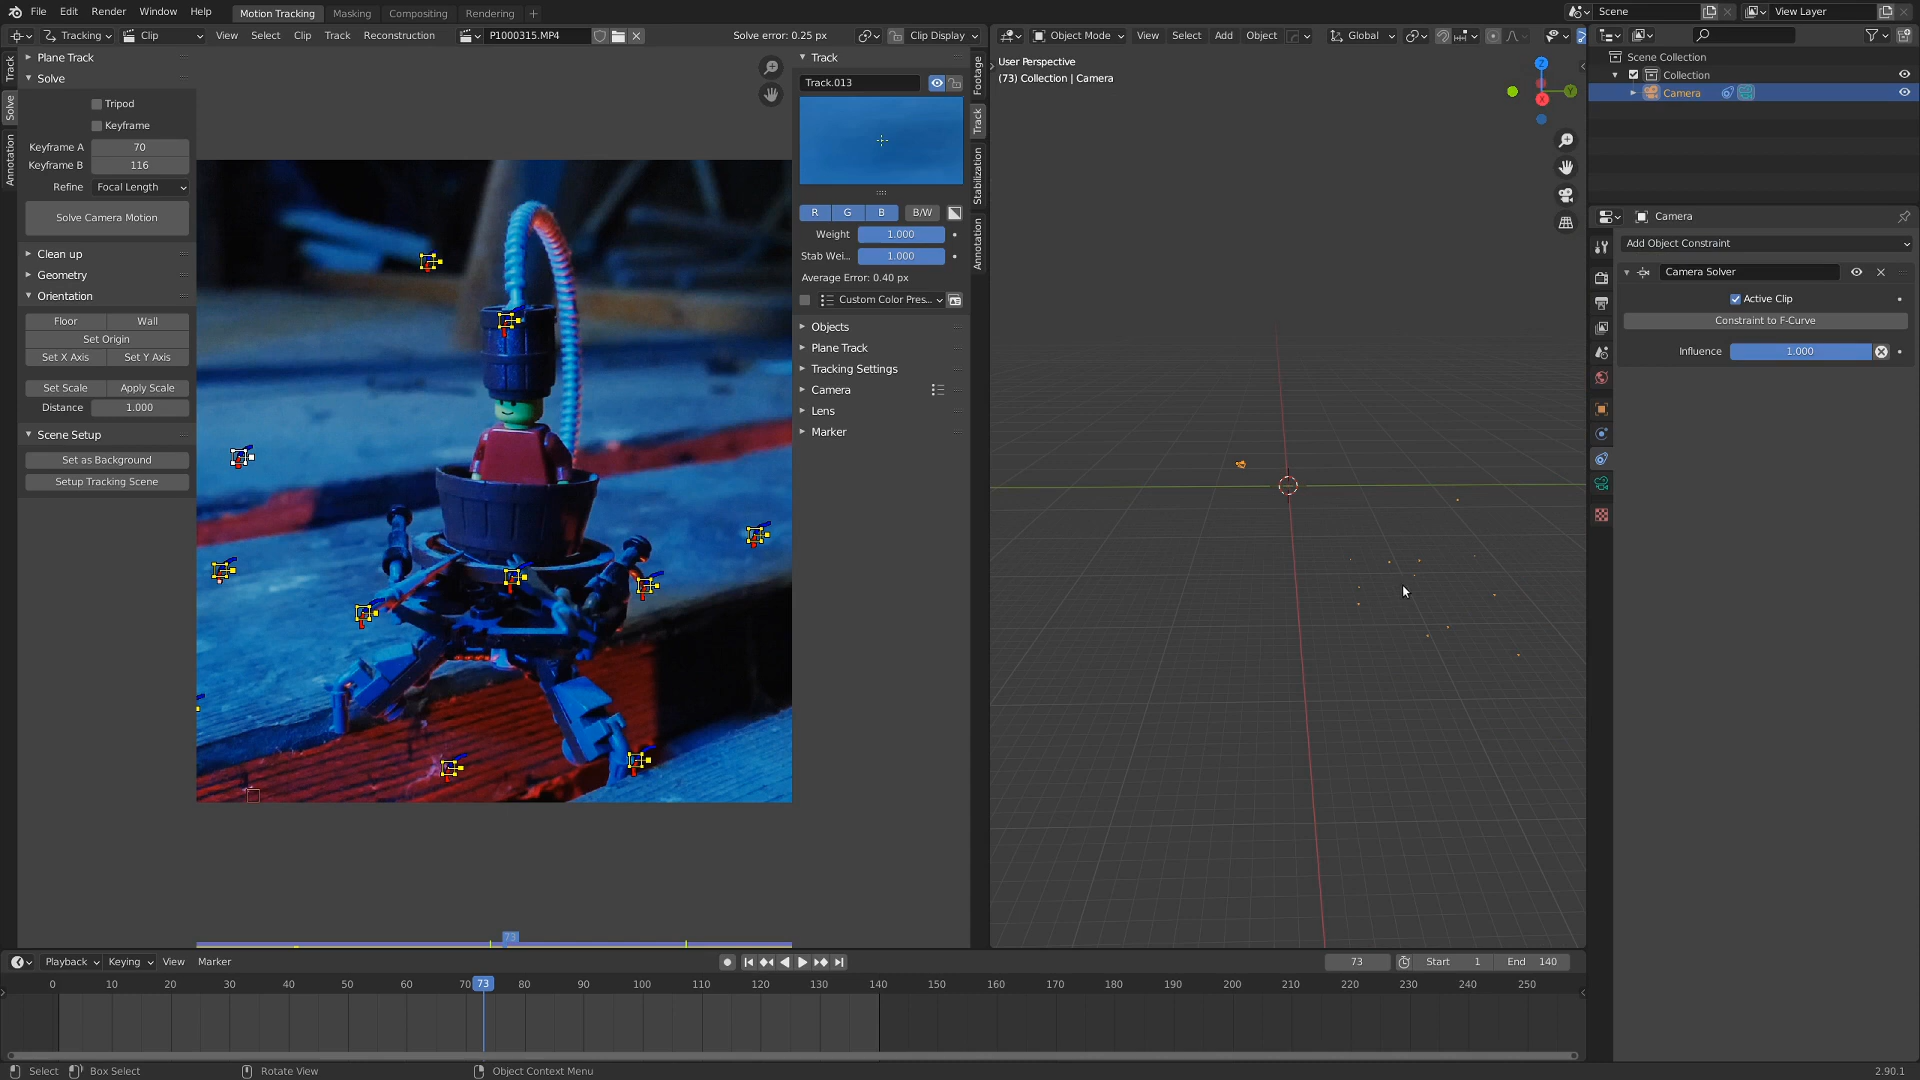 File Edit Render Window Help Motion Tracking Masking Compositing Rendering + Scene View Layer
Tracking Clip View Select Clip Track Reconstruction P1000315.MP4 Solve error: 0.25 px Clip Display
Object Mode View Select Add Object Global
Track
Solve
Annotation
Plane Track
Solve
Tripod
Keyframe
Keyframe A 70
Keyframe B 116
Refine Focal Length
Solve Camera Motion
Clean up
Geometry
Orientation
Floor Wall
Set Origin
Set X Axis Set Y Axis
Set Scale Apply Scale
Distance 1.000
Scene Setup
Set as Background
Setup Tracking Scene
Track
Track.013
R G B B/W
Weight 1.000
Stab Wei... 1.000
Average Error: 0.40 px
Custom Color Pres...
Objects
Plane Track
Tracking Settings
Camera
Lens
Marker
Footage
Track
Stabilization
Annotation
73
User Perspective
(73) Collection | Camera
Z
X
Y
Scene Collection
Collection
Camera
Camera
Add Object Constraint
Camera Solver
Active Clip
Constraint to F-Curve
Influence 1.000
Playback Keying View Marker 73 Start 1 End 140
0 10 20 30 40 50 60 70 73 80 90 100 110 120 130 140 150 160 170 180 190 200 210 220 230 240 250
Select Box Select Rotate View Object Context Menu 2.90.1